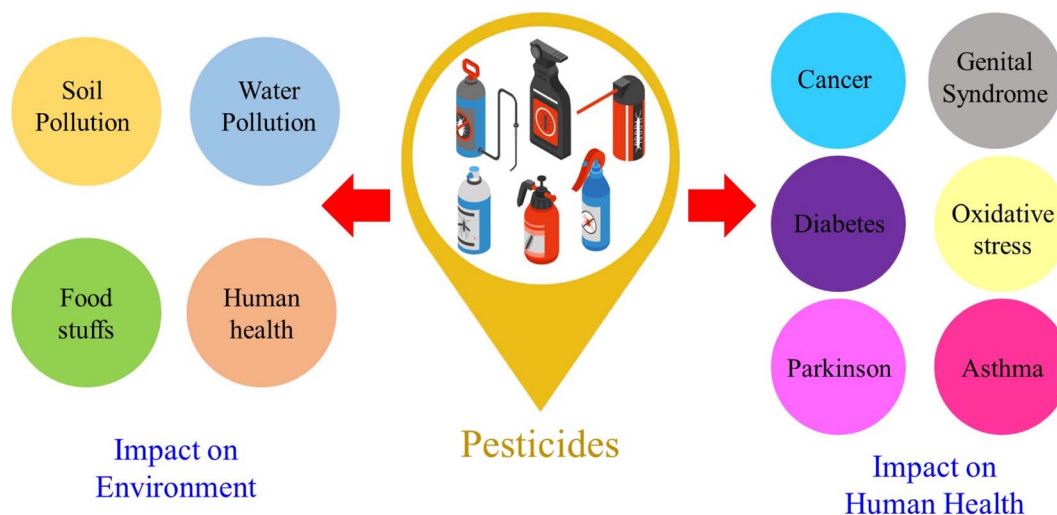 Soil
Pollution
Water
Pollution
Food
stuffs
Human
health
Impact on
Environment
Pesticides
Cancer
Genital
Syndrome
Diabetes
Oxidative
stress
Parkinson
Asthma
Impact on
Human Health